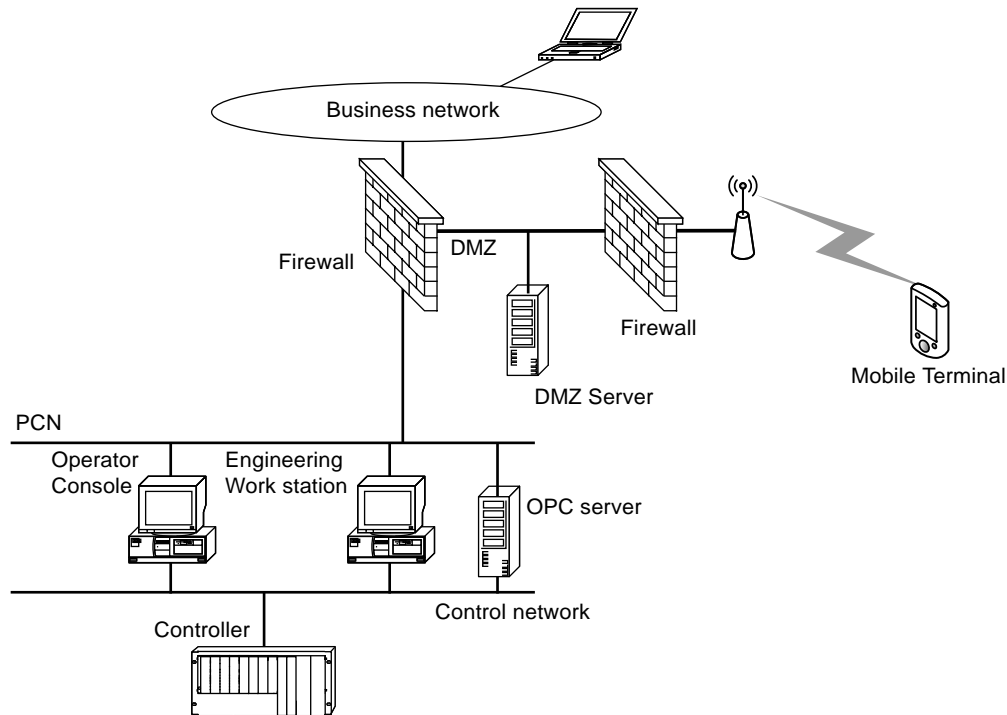 Business network
Firewall
DMZ
Firewall
DMZ Server
Mobile Terminal
PCN
Operator
Console
Engineering
Work station
OPC server
Control network
Controller